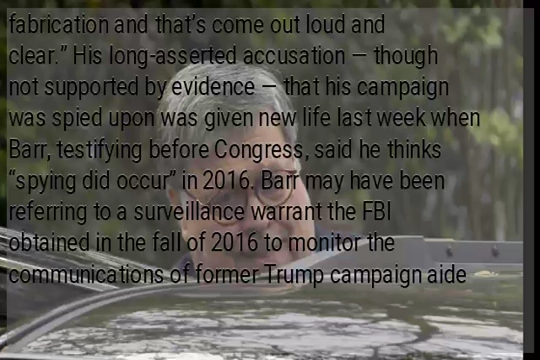 fabrication and that's come out loud and
clear.” His long-asserted accusation — though
not supported by evidence — that his campaign
was spied upon was given new life last week when
Barr, testifying before Congress, said he thinks
“spying did occur” in 2016. Barr may have been
referring to a surveillance warrant the FBI
obtained in the fall of 2016 to monitor the
communications of former Trump campaign aide